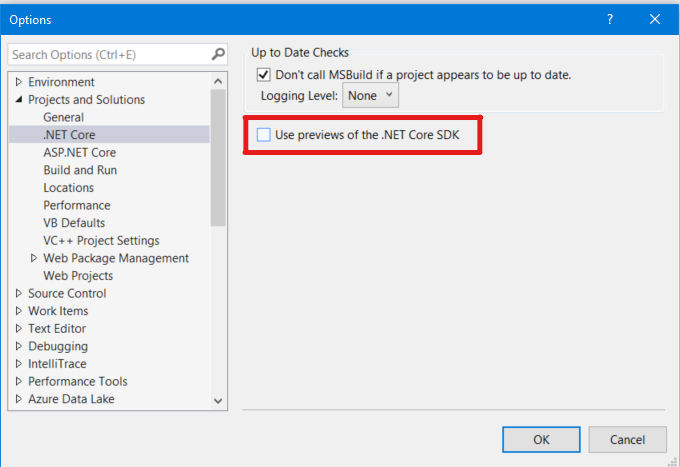 Options
?
Search Options (Ctrl+E)
Environment
Projects and Solutions
General
.NET Core
ASP.NET Core
Build and Run
Locations
Performance
VB Defaults
VC++ Project Settings
Web Package Management
Web Projects
Source Control
Work Items
Text Editor
Debugging
IntelliTrace
Performance Tools
Azure Data Lake
Up to Date Checks
Don't call MSBuild if a project appears to be up to date.
Logging Level: None
Use previews of the .NET Core SDK
OK Cancel